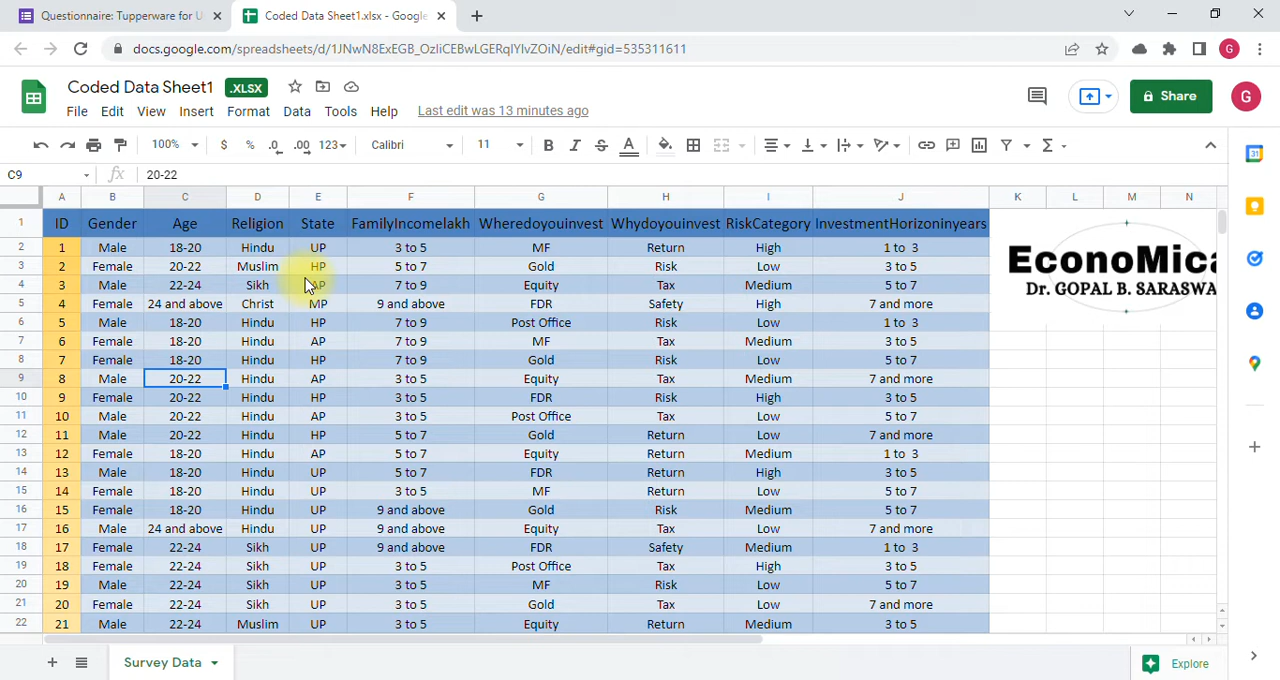 Questionnaire: Tupperware for U
Coded Data Sheet1.xlsx - Google
docs.google.com/spreadsheets/d/1JNwN8ExEGB_OzliCEBwLGERqlYIvZOiN/edit#gid=535311611
G
Coded Data Sheet1 .XLSX
Share
G
File Edit View Insert Format Data Tools Help Last edit was 13 minutes ago
100% $ % .0 .00 123 Calibri 11 B I S A
C9 fx 20-22
A B C D E F G H I J K L M N
1 ID Gender Age Religion State FamilyIncomelakh Wheredoyouinvest Whydoyouinvest RiskCategory InvestmentHorizoninyears
2 1 Male 18-20 Hindu UP 3 to 5 MF Return High 1 to 3
3 2 Female 20-22 Muslim HP 5 to 7 Gold Risk Low 3 to 5
4 3 Male 22-24 Sikh AP 7 to 9 Equity Tax Medium 5 to 7
5 4 Female 24 and above Christ MP 9 and above FDR Safety High 7 and more
6 5 Male 18-20 Hindu HP 7 to 9 Post Office Risk Low 1 to 3
7 6 Female 18-20 Hindu AP 7 to 9 MF Tax Medium 3 to 5
8 7 Female 18-20 Hindu HP 7 to 9 Gold Risk Low 5 to 7
9 8 Male 20-22 Hindu AP 3 to 5 Equity Tax Medium 7 and more
10 9 Female 20-22 Hindu HP 3 to 5 FDR Risk High 3 to 5
11 10 Male 20-22 Hindu AP 3 to 5 Post Office Tax Low 5 to 7
12 11 Male 20-22 Hindu HP 5 to 7 Gold Return Low 7 and more
13 12 Female 18-20 Hindu AP 5 to 7 Equity Return Medium 1 to 3
14 13 Male 18-20 Hindu UP 5 to 7 FDR Return High 3 to 5
15 14 Female 18-20 Hindu UP 3 to 5 MF Return Low 5 to 7
16 15 Female 18-20 Hindu UP 9 and above Gold Risk Medium 5 to 7
17 16 Male 24 and above Hindu UP 9 and above Equity Tax Low 7 and more
18 17 Female 22-24 Sikh UP 9 and above FDR Safety Medium 1 to 3
19 18 Female 22-24 Sikh UP 3 to 5 Post Office Tax High 3 to 5
20 19 Male 22-24 Sikh UP 3 to 5 MF Risk Low 5 to 7
21 20 Female 22-24 Sikh UP 3 to 5 Gold Tax Low 7 and more
22 21 Male 22-24 Muslim UP 3 to 5 Equity Return Medium 3 to 5
EconoMica
Dr. GOPAL B. SARASWA
31
Survey Data
Explore